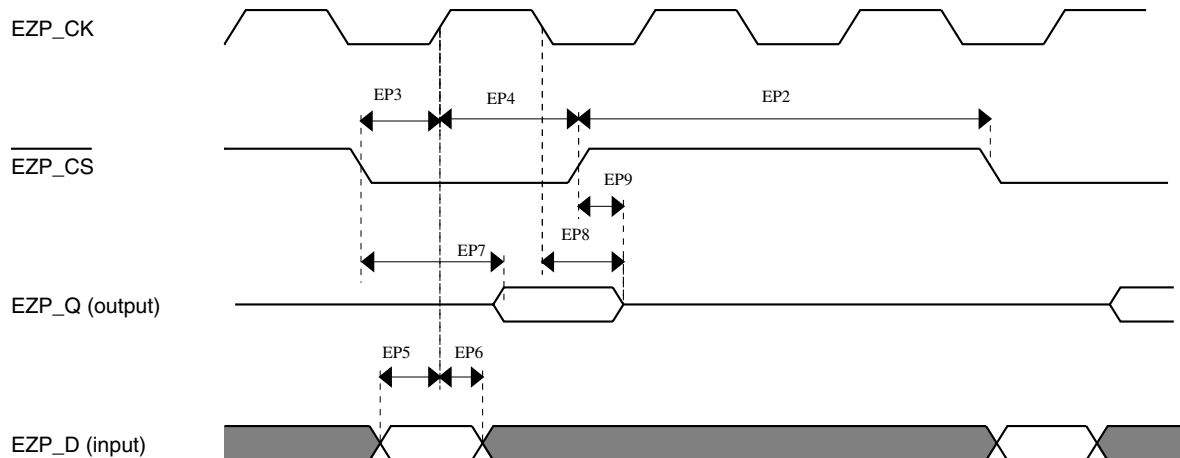 EZP_CK
EP3
EP4
EP2
EZP_CS
EP9
EP8
EP7
EZP_Q (output)
EP5
EP6
EZP_D (input)